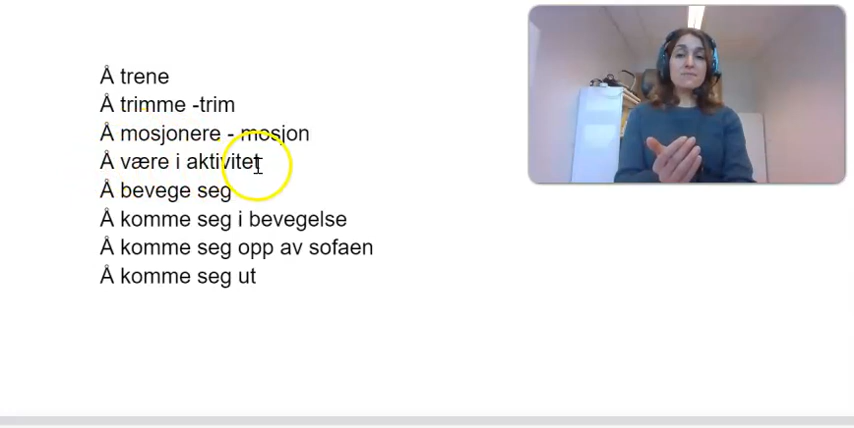 Å trene
Å trimme -trim
Å mosjonere - mosjon
Å være i aktivitet
Å bevege seg
Å komme seg i bevegelse
Å komme seg opp av sofaen
Å komme seg ut